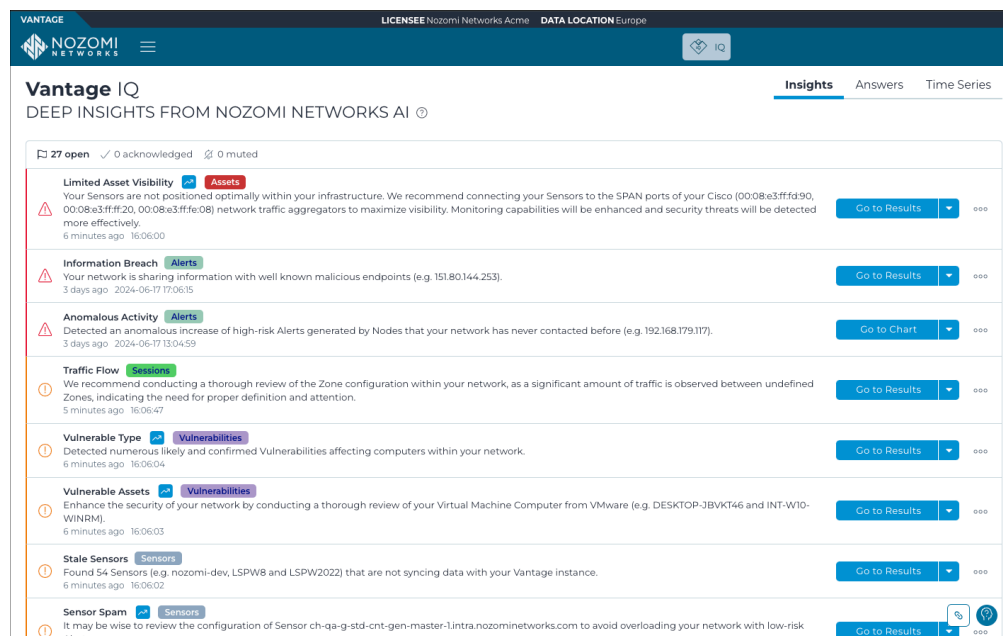 VANTAGE
LICENSEE Nozomi Networks Acme DATA LOCATION Europe
NOZOMI
NETWORKS
IQ
Vantage IQ
Insights Answers Time Series
DEEP INSIGHTS FROM NOZOMI NETWORKS AI
27 open 0 acknowledged 0 muted
Limited Asset Visibility Assets
Your Sensors are not positioned optimally within your infrastructure. We recommend connecting your Sensors to the SPAN ports of your Cisco (00:08:e3:ff:fd:90,
00:08:e3:ff:ff:20, 00:08:e3:ff:fe:08) network traffic aggregators to maximize visibility. Monitoring capabilities will be enhanced and security threats will be detected
more effectively.
6 minutes ago 16:06:00
Go to Results
Information Breach Alerts
Your network is sharing information with well known malicious endpoints (e.g. 151.80.144.253).
3 days ago 2024-06-17 17:06:15
Go to Results
Anomalous Activity Alerts
Detected an anomalous increase of high-risk Alerts generated by Nodes that your network has never contacted before (e.g. 192.168.179.117).
3 days ago 2024-06-17 13:04:59
Go to Chart
Traffic Flow Sessions
We recommend conducting a thorough review of the Zone configuration within your network, as a significant amount of traffic is observed between undefined
Zones, indicating the need for proper definition and attention.
5 minutes ago 16:06:47
Go to Results
Vulnerable Type Vulnerabilities
Detected numerous likely and confirmed Vulnerabilities affecting computers within your network.
6 minutes ago 16:06:04
Go to Results
Vulnerable Assets Vulnerabilities
Enhance the security of your network by conducting a thorough review of your Virtual Machine Computer from VMware (e.g. DESKTOP-JBVKT46 and INT-W10-
WINRM).
6 minutes ago 16:06:03
Go to Results
Stale Sensors Sensors
Found 54 Sensors (e.g. nozomi-dev, LSPW8 and LSPW2022) that are not syncing data with your Vantage instance.
6 minutes ago 16:06:02
Go to Results
Sensor Spam Sensors
It may be wise to review the configuration of Sensor ch-qa-g-std-cnt-gen-master-1.intra.nozominetworks.com to avoid overloading your network with low-risk
Go to Results